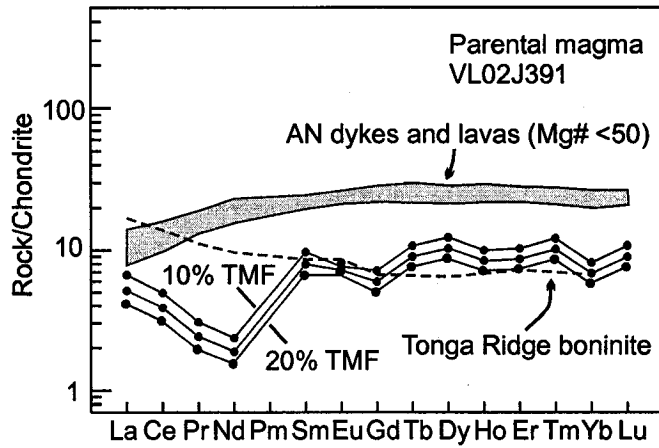 Parental magma
VL02J391
AN dykes and lavas (Mg# <50)
100
10
1
Rock/Chondrite
10% TMF
20% TMF
Tonga Ridge boninite
La Ce Pr Nd Pm Sm Eu Gd Tb Dy Ho Er Tm Yb Lu